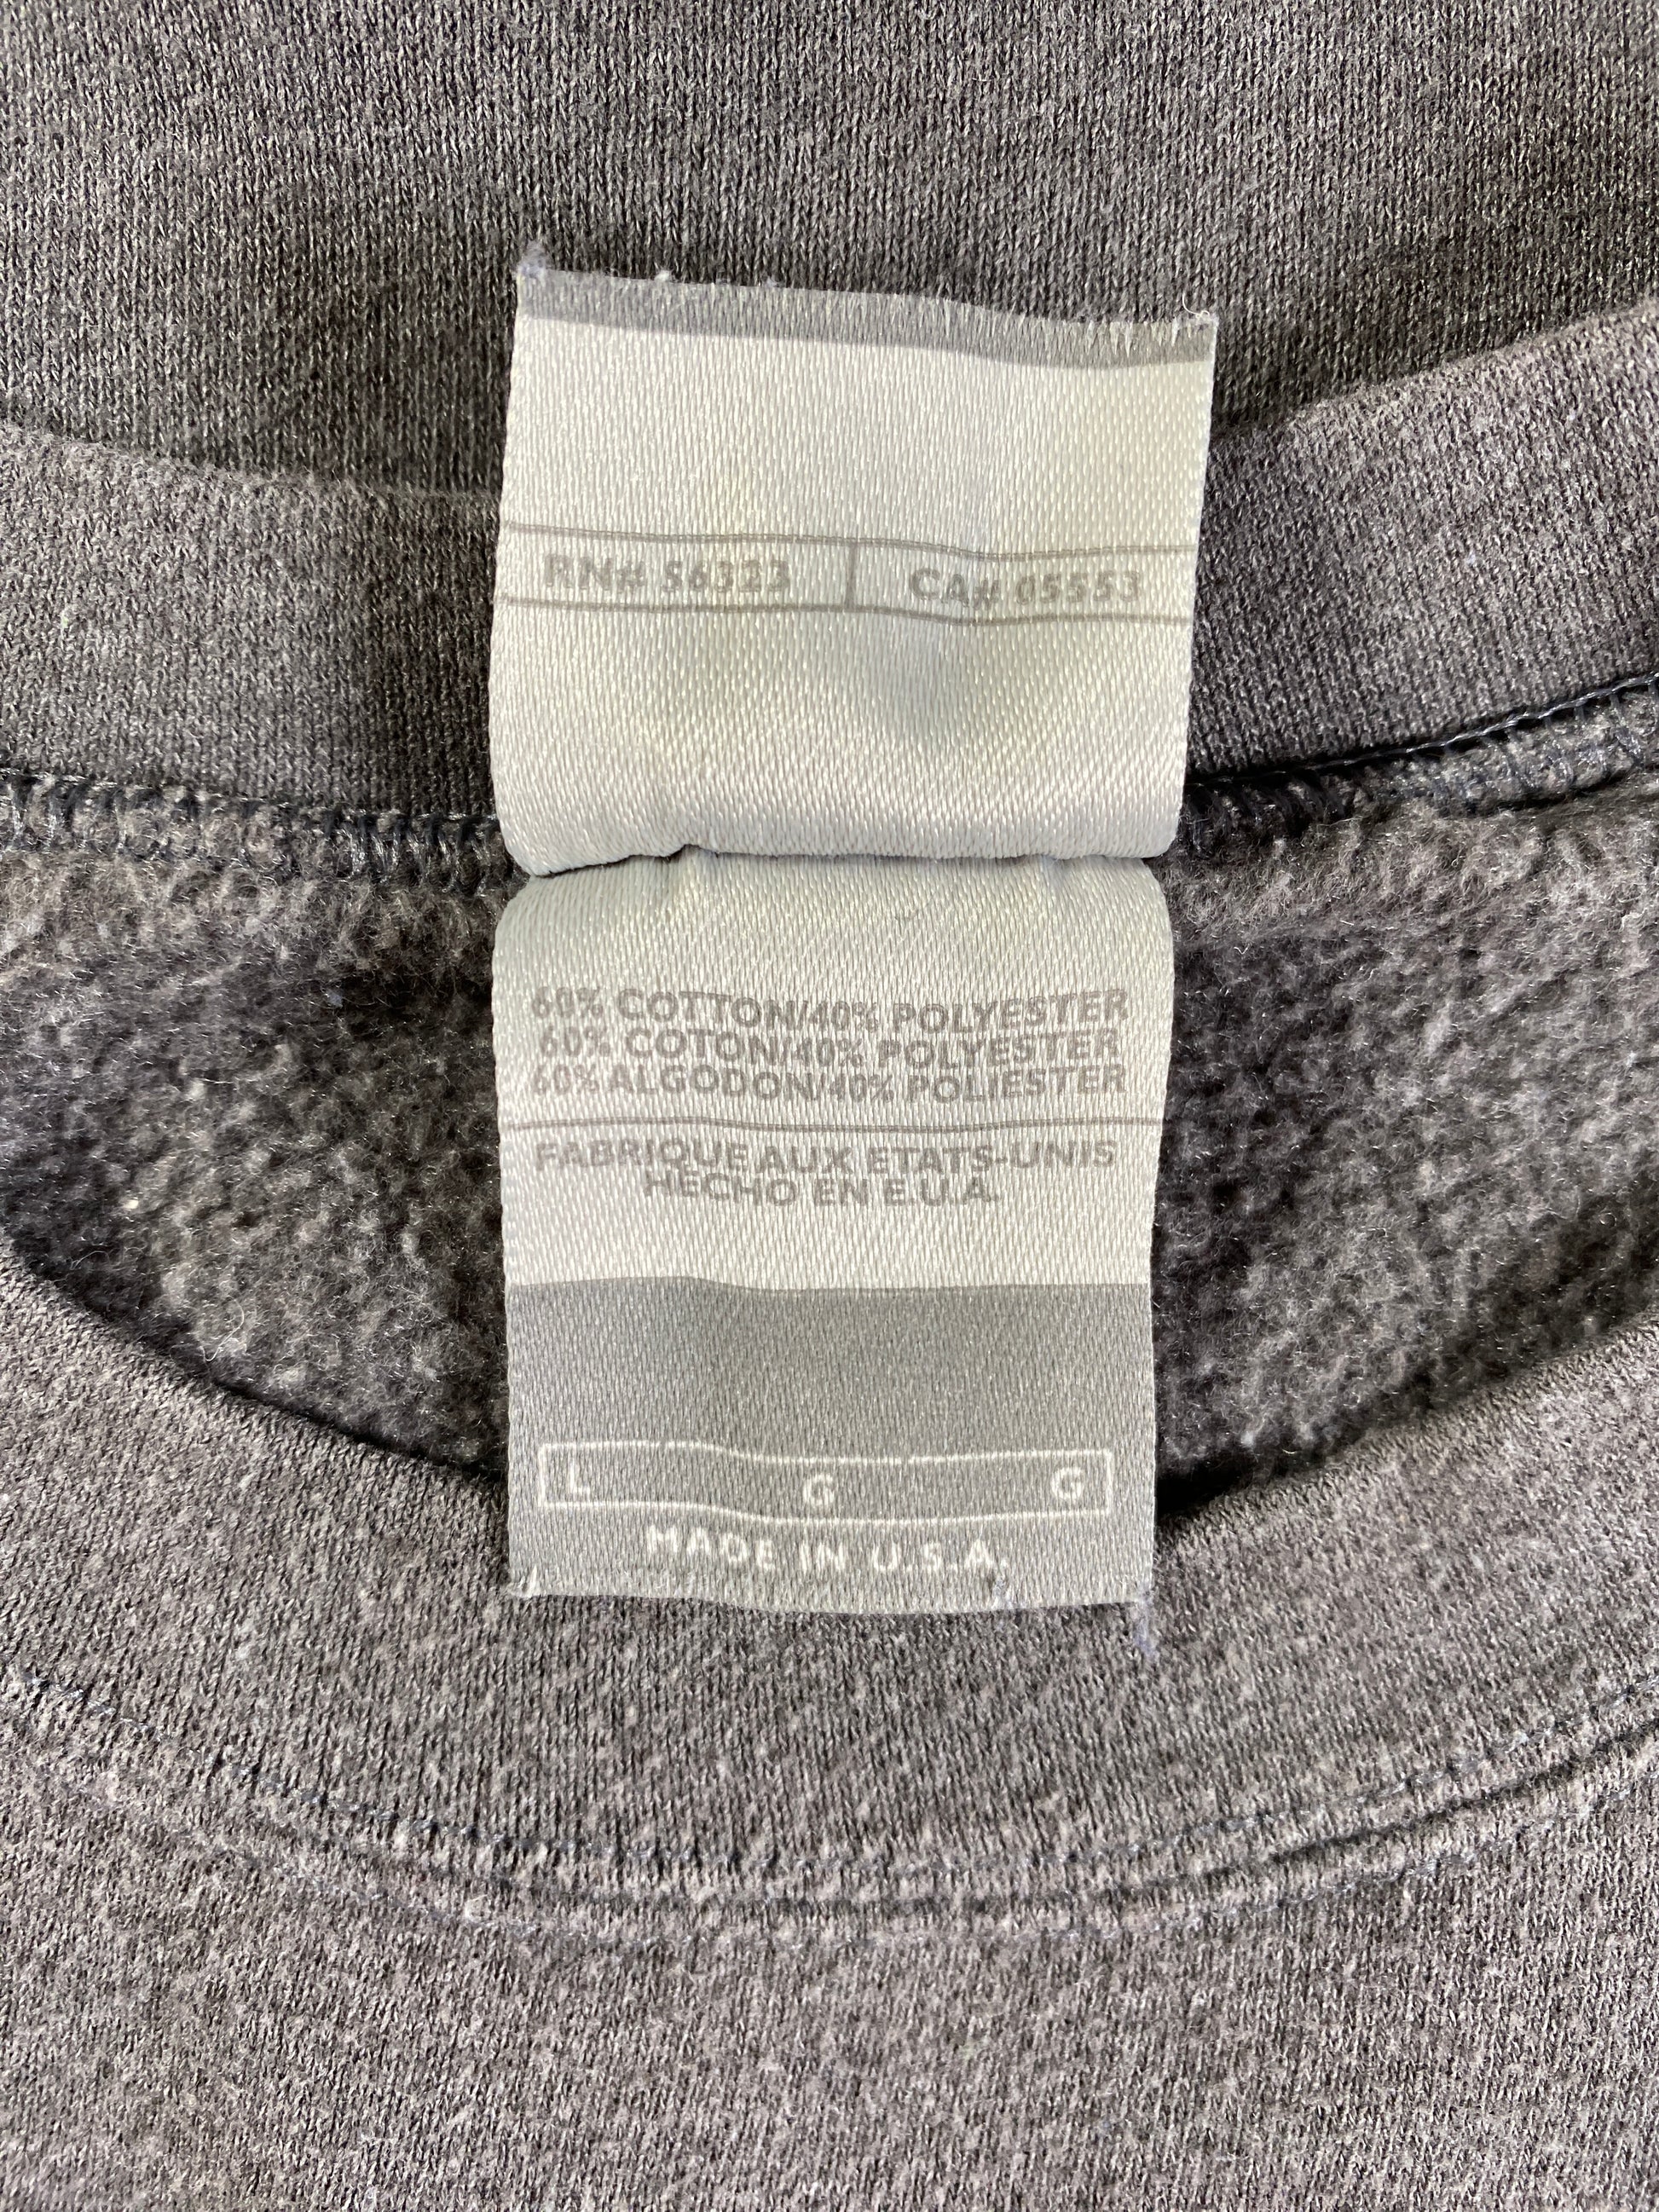 RN# 56323 CA# 05553
60% COTTON/40% POLYESTER
60% COTON/40% POLYESTER
60% ALGODON/40% POLIESTER
FABRIQUE AUX ETATS-UNIS
HECHO EN E.U.A.
L G G
MADE IN U.S.A.